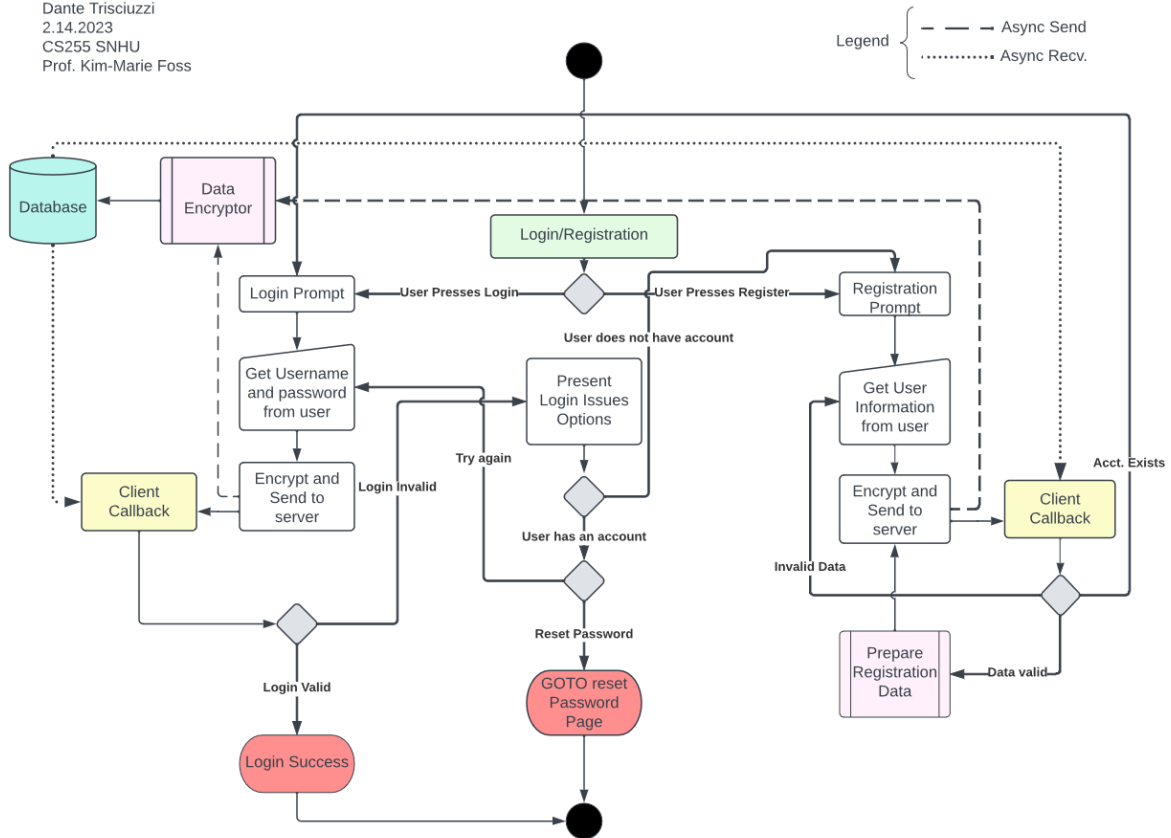 Dante Trisciuzzi
2.14.2023
CS255 SNHU
Prof. Kim-Marie Foss
Legend
Async Send
Async Recv.
Database
Data
Encryptor
Login/Registration
Login Prompt
User Presses Login
User Presses Register
Registration
Prompt
User does not have account
Get Username
and password
from user
Present
Login Issues
Options
Get User
Information
from user
Try again
Acct. Exists
Client
Callback
Encrypt and
Send to
server
Login Invalid
Encrypt and
Send to
server
Client
Callback
User has an account
Invalid Data
Reset Password
Prepare
Registration
Data
Data valid
Login Valid
GOTO reset
Password
Page
Login Success